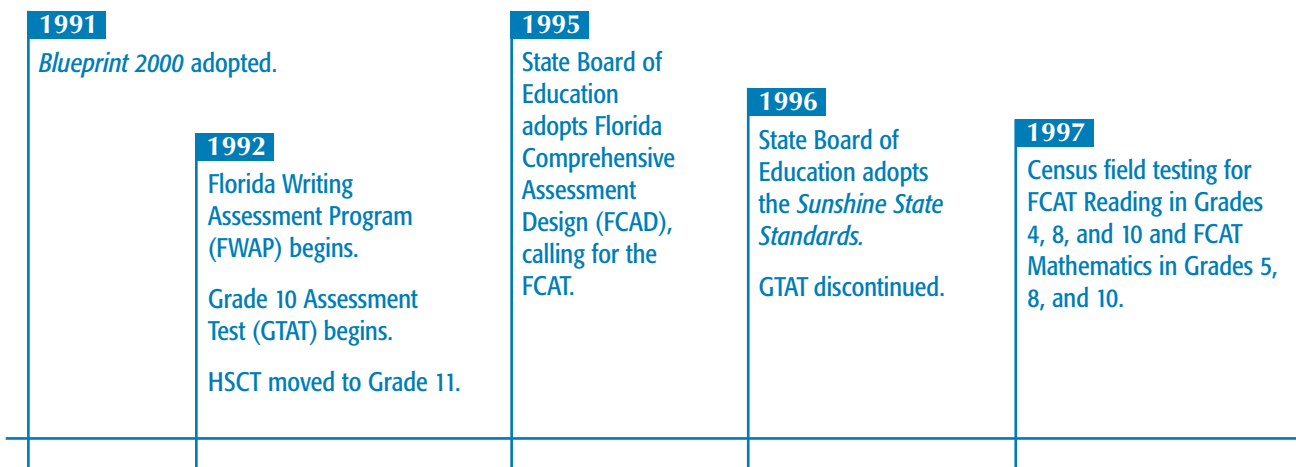 1991
Blueprint 2000 adopted.
1992
Florida Writing
Assessment Program
(FWAP) begins.
Grade 10 Assessment
Test (GTAT) begins.
HSCT moved to Grade 11.
1995
State Board of
Education
adopts Florida
Comprehensive
Assessment
Design (FCAD),
calling for the
FCAT.
1996
State Board of
Education adopts
the Sunshine State
Standards.
GTAT discontinued.
1997
Census field testing for
FCAT Reading in Grades
4, 8, and 10 and FCAT
Mathematics in Grades 5,
8, and 10.